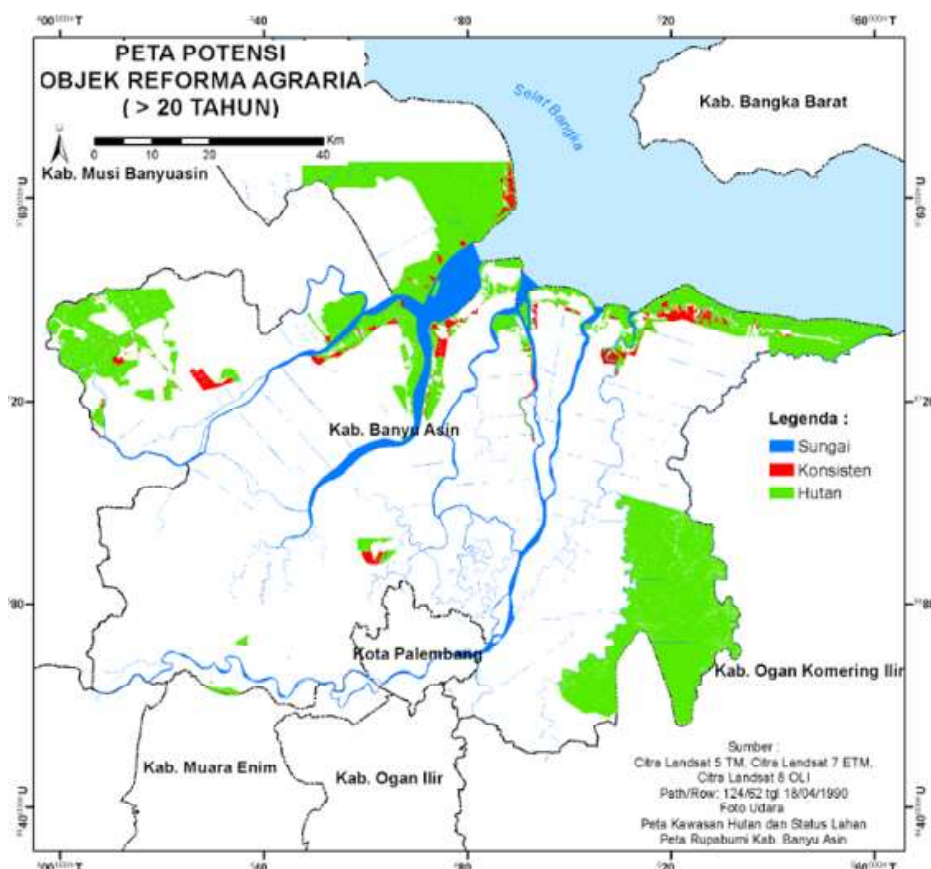 PETA POTENSI
OBJEK REFORMA AGRARIA
( > 20 TAHUN)
Km
0 10 20 40
Kab. Musi Banyuasin
Selat Bangka
Kab. Bangka Barat
Kab. Banyu Asin
Legenda :
Sungai
Konsisten
Hutan
Kota Palembang
Kab. Ogan Komering Ilir
Kab. Muara Enim
Kab. Ogan Ilir
Sumber :
Citra Landsat 5 TM, Citra Landsat 7 ETM,
Citra Landsat 8 OLI
Path/Row: 124/62 tgl 18/04/1990
Foto Udara
Peta Kawasan Hutan dan Status Lahan
Peta Rupabumi Kab. Banyu Asin